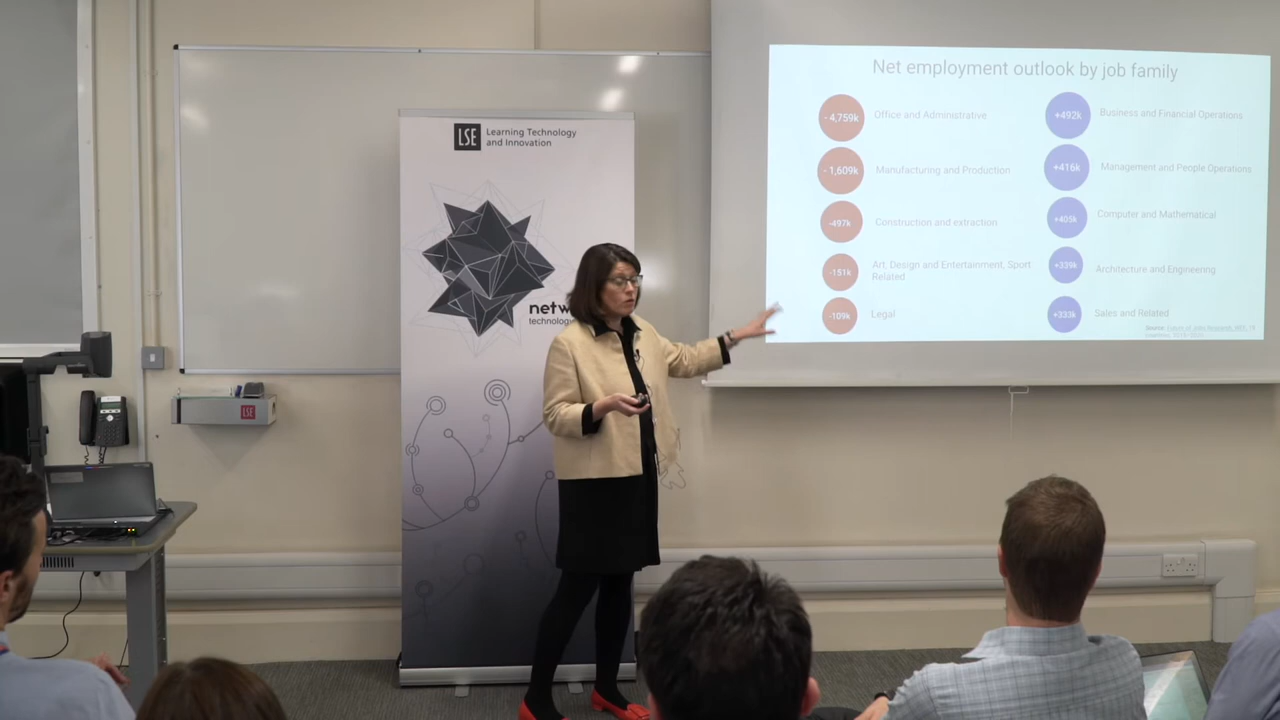 LSE
Learning Technology
and Innovation
netw
technology
LSE
Net employment outlook by job family
- 4,759k
Office and Administrative
- 1,609k
Manufacturing and Production
-497k
Construction and extraction
-151k
Art, Design and Entertainment, Sport
Related
-109k
Legal
+492k
Business and Financial Operations
+416k
Management and People Operations
+405k
Computer and Mathematical
+339k
Architecture and Engineering
+333k
Sales and Related
Source: